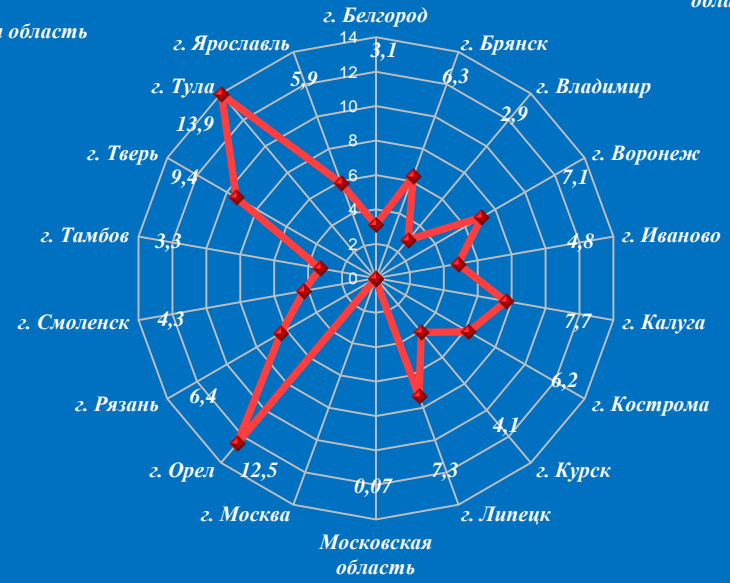 обла
область
г. Белгород
г. Ярославль
14
3,1
г. Брянск
5,9
12
6,3
г. Тула
г. Владимир
13,9
10
2,9
г. Тверь
8
г. Воронеж
9,4
6
7,1
г. Тамбов
3,3
4
4,8
г. Иваново
2
0
г. Смоленск
4,3
7,7
г. Калуга
г. Рязань
6,4
6,2
г. Кострома
г. Орел
12,5
4,1
г. Курск
г. Москва
0,07
7,3
г. Липецк
Московская
область